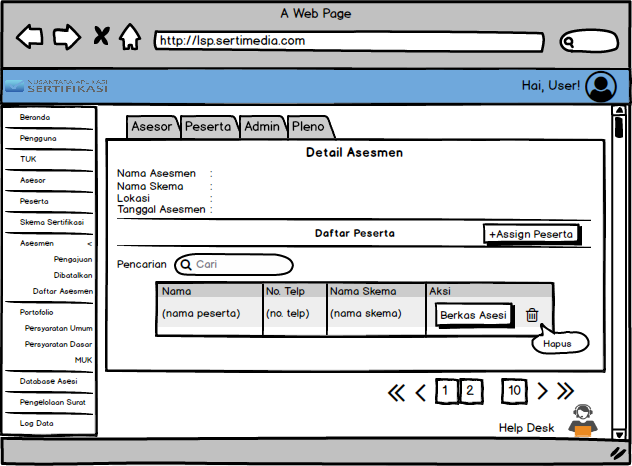 A Web Page
http://lsp.sertimedia.com
NUSANTARA APLIKASI
SERTIFIKASI
Hai, User!
Beranda
Pengguna
TUK
Asesor
Peserta
Skema Sertifikasi
Asesmen <
Pengajuan
Dibatalkan
Daftar Asesmen
Portofolio
Persyaratan Umum
Persyaratan Dasar
MUK
Database Asesi
Pengelolaan Surat
Log Data
Asesor Peserta Admin Pleno
Detail Asesmen
Nama Asesmen :
Nama Skema :
Lokasi :
Tanggal Asesmen :
Daftar Peserta
+Assign Peserta
Pencarian Cari
Nama No. Telp Nama Skema Aksi
(nama peserta) (no. telp) (nama skema) Berkas Asesi
Hapus
1 2 10
Help Desk